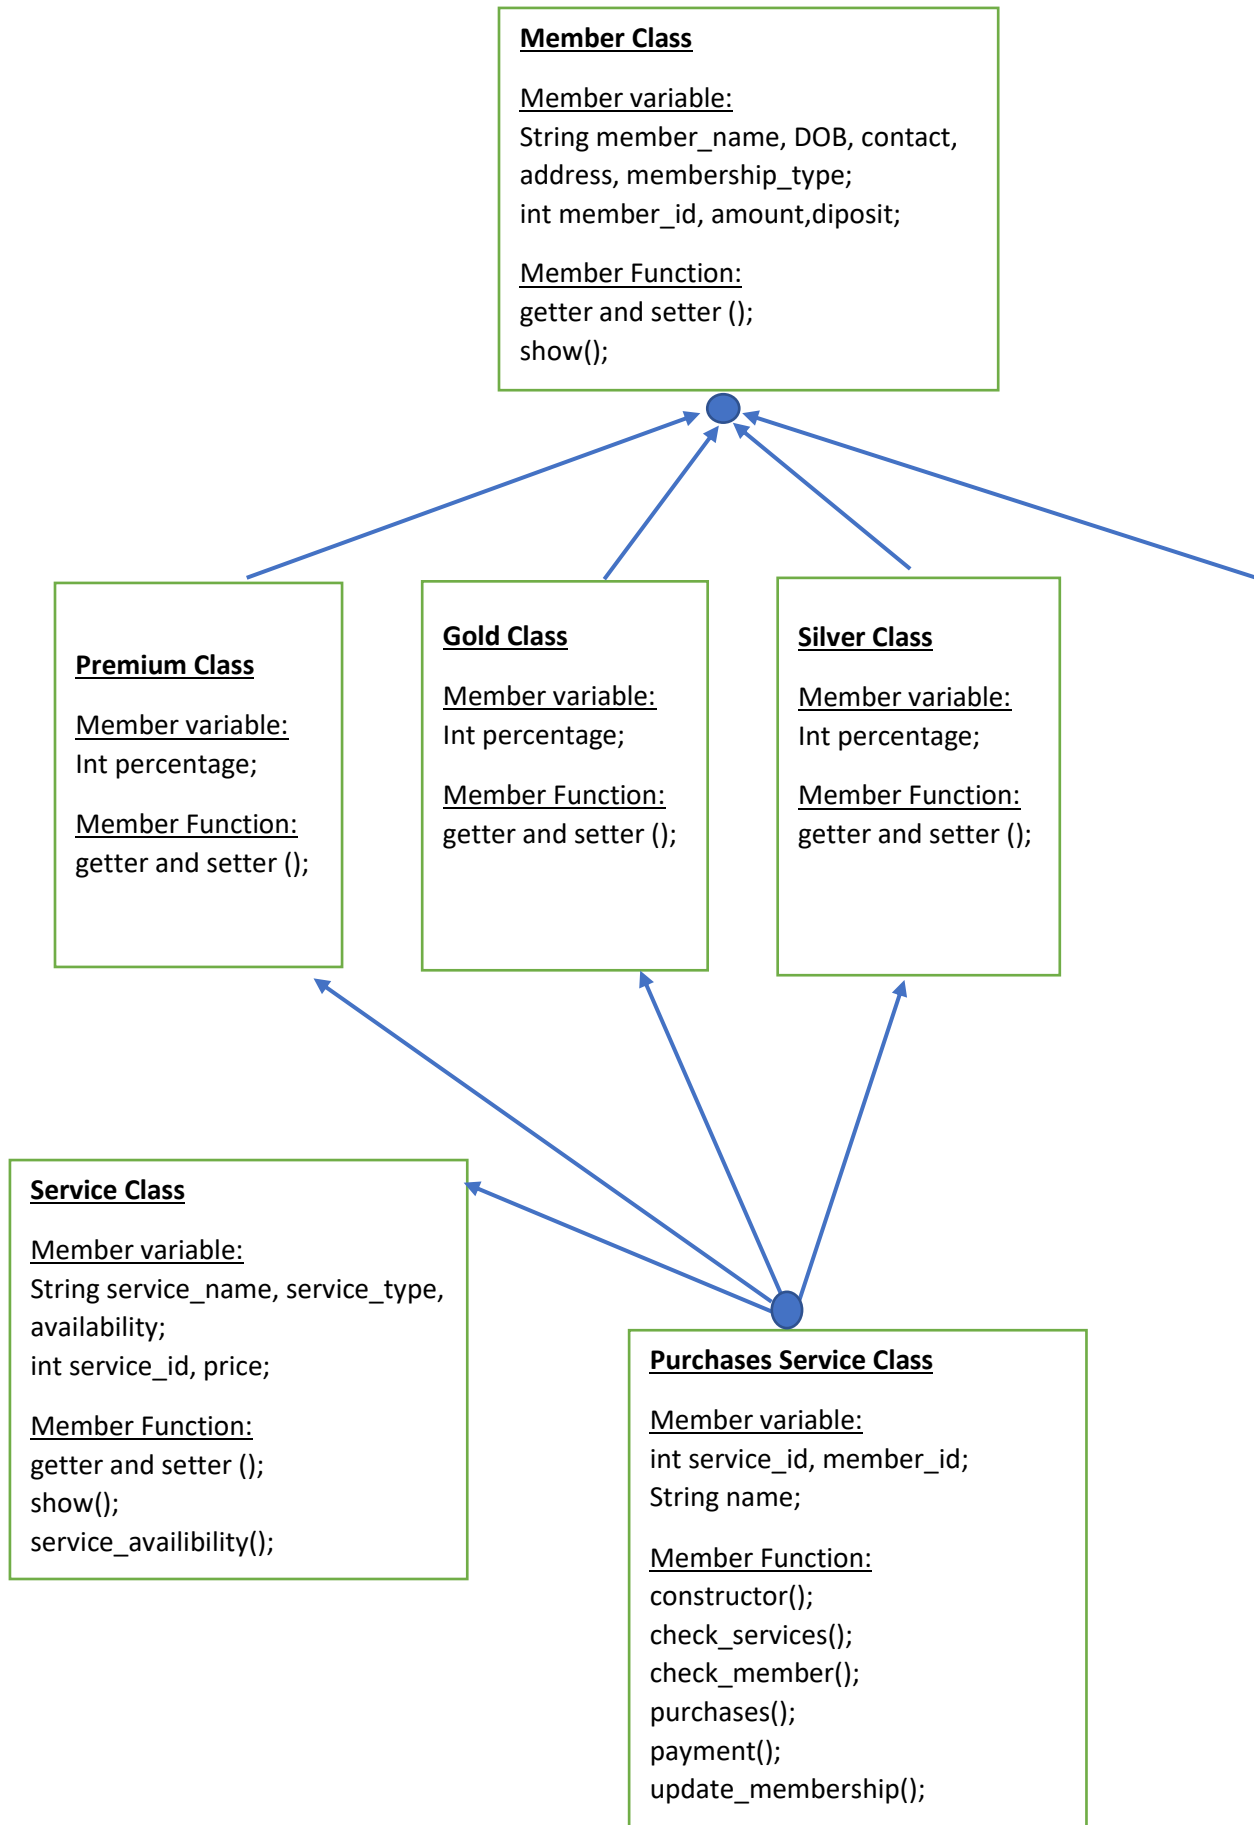 Member Class
Member variable:
String member_name, DOB, contact,
address, membership_type;
int member_id, amount,diposit;
Member Function:
getter and setter ();
show();
Premium Class
Member variable:
Int percentage;
Member Function:
getter and setter ();
Gold Class
Member variable:
Int percentage;
Member Function:
getter and setter ();
Silver Class
Member variable:
Int percentage;
Member Function:
getter and setter ();
Service Class
Member variable:
String service_name, service_type,
availability;
int service_id, price;
Member Function:
getter and setter ();
show();
service_availibility();
Purchases Service Class
Member variable:
int service_id, member_id;
String name;
Member Function:
constructor();
check_services();
check_member();
purchases();
payment();
update_membership();